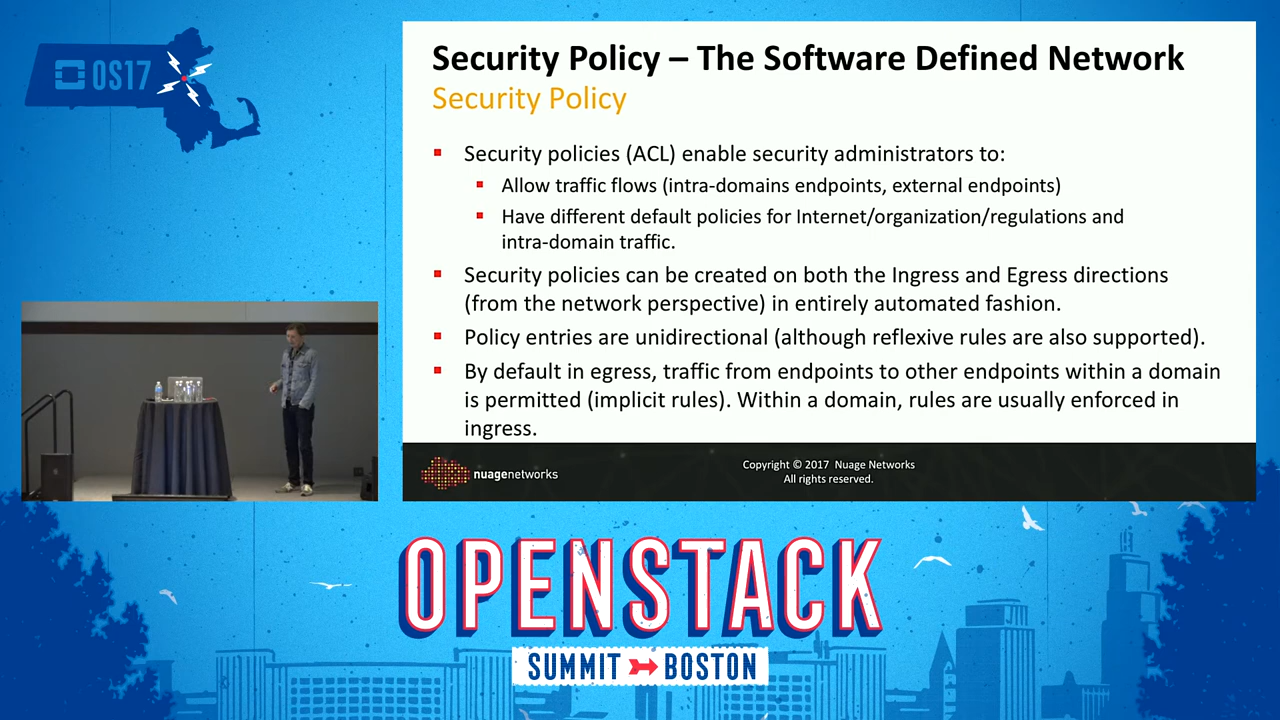 OS17
Security Policy – The Software Defined Network
Security Policy
Security policies (ACL) enable security administrators to:
Allow traffic flows (intra-domains endpoints, external endpoints)
Have different default policies for Internet/organization/regulations and
intra-domain traffic.
Security policies can be created on both the Ingress and Egress directions
(from the network perspective) in entirely automated fashion.
Policy entries are unidirectional (although reflexive rules are also supported).
By default in egress, traffic from endpoints to other endpoints within a domain
is permitted (implicit rules). Within a domain, rules are usually enforced in
ingress.
nuagenetworks
Copyright © 2017 Nuage Networks
All rights reserved.
OPENSTACK
SUMMIT BOSTON